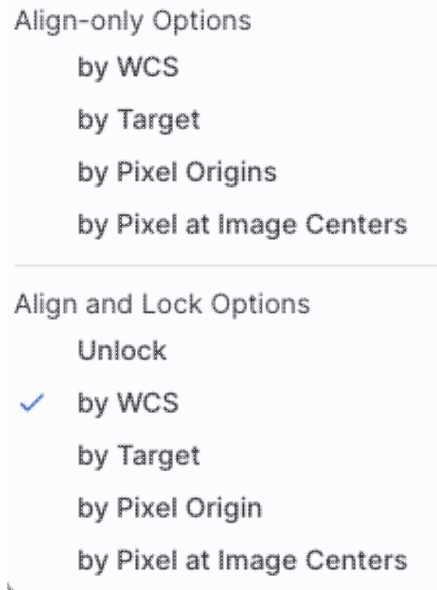 Align-only Options
by WCS
by Target
by Pixel Origins
by Pixel at Image Centers
Align and Lock Options
Unlock
by WCS
by Target
by Pixel Origin
by Pixel at Image Centers